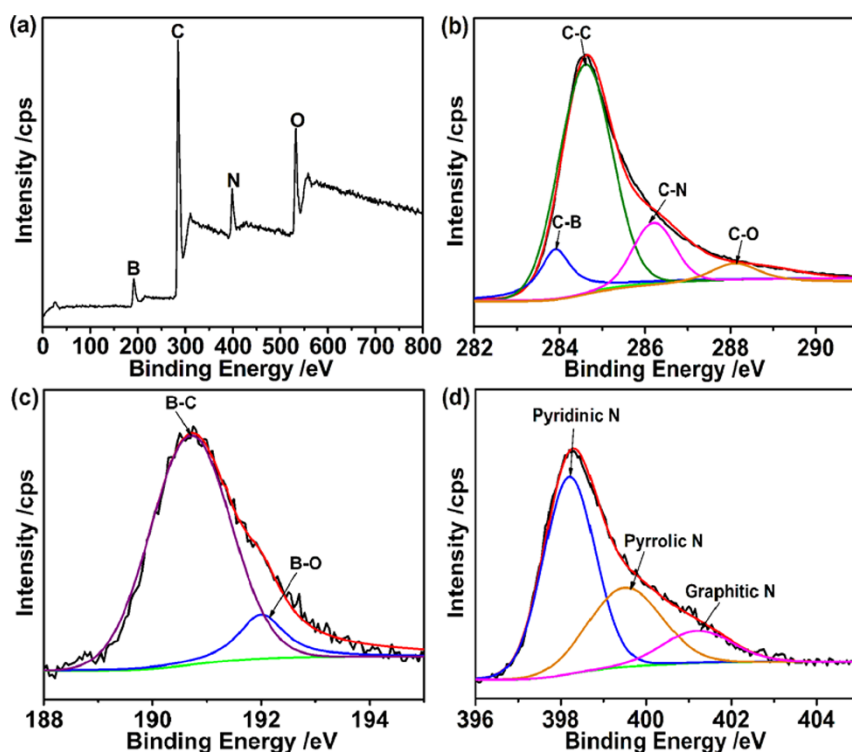 (a)
C
O
N
B
Intensity /cps
0 100 200 300 400 500 600 700 800
Binding Energy /eV
(b)
C-C
C-N
C-B
C-O
Intensity /cps
282 284 286 288 290
Binding Energy /eV
(c)
B-C
B-O
Intensity /cps
188 190 192 194
Binding Energy /eV
(d)
Pyridinic N
Pyrrolic N
Graphitic N
Intensity /cps
396 398 400 402 404
Binding Energy /eV